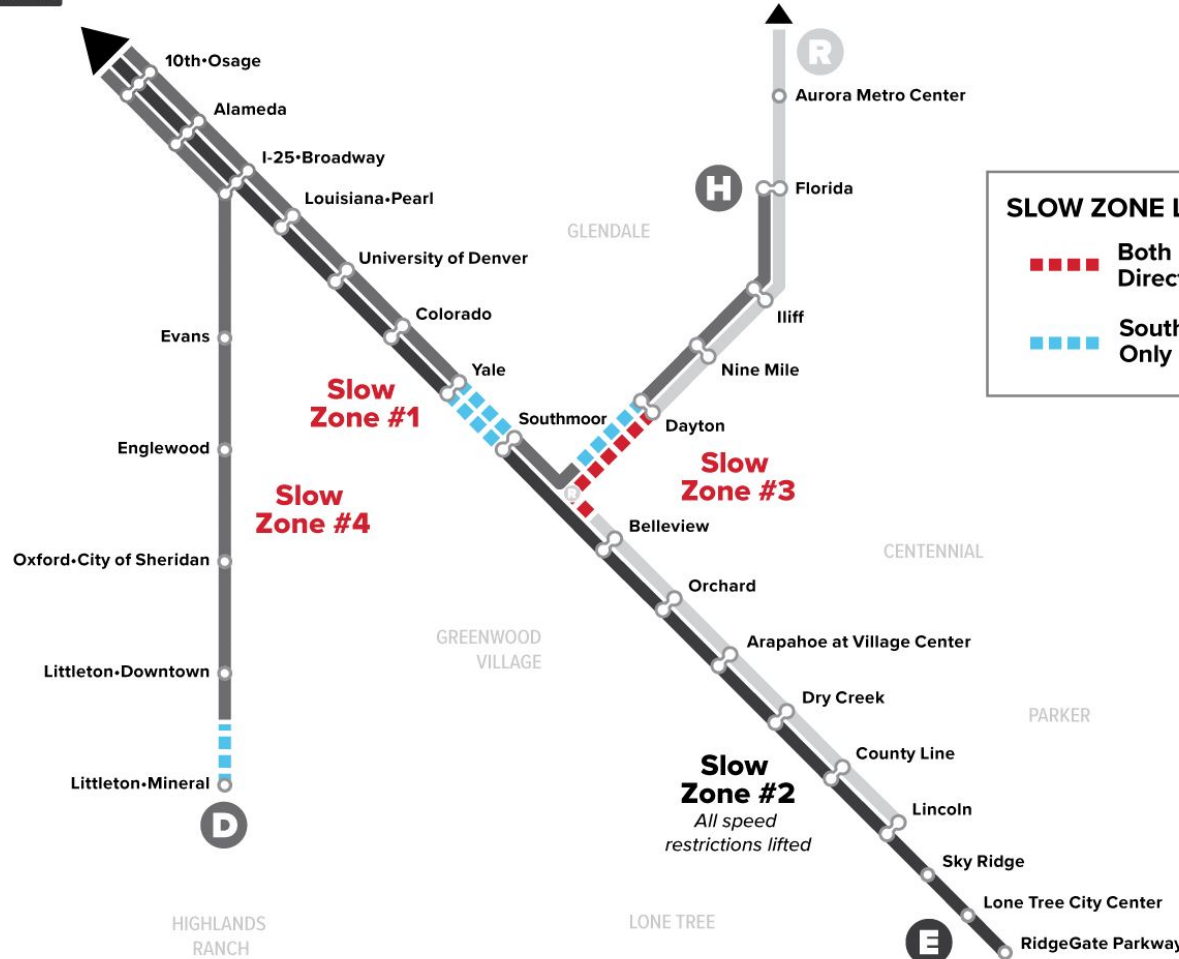 10th•Osage
R
Alameda
Aurora Metro Center
I-25•Broadway
H
Florida
Louisiana•Pearl
GLENDALE
SLOW ZONE L
Both
Direct
University of Denver
Colorado
Iliff
South
Only
Evans
Yale
Nine Mile
Slow
Zone #1
Southmoor
Dayton
Englewood
Slow
Zone #3
R
Slow
Zone #4
Belleview
Oxford•City of Sheridan
CENTENNIAL
Orchard
GREENWOOD
VILLAGE
Arapahoe at Village Center
Littleton•Downtown
Dry Creek
PARKER
County Line
Slow
Zone #2
All speed
restrictions lifted
Littleton•Mineral
D
Lincoln
Sky Ridge
Lone Tree City Center
HIGHLANDS
RANCH
LONE TREE
E
RidgeGate Parkway